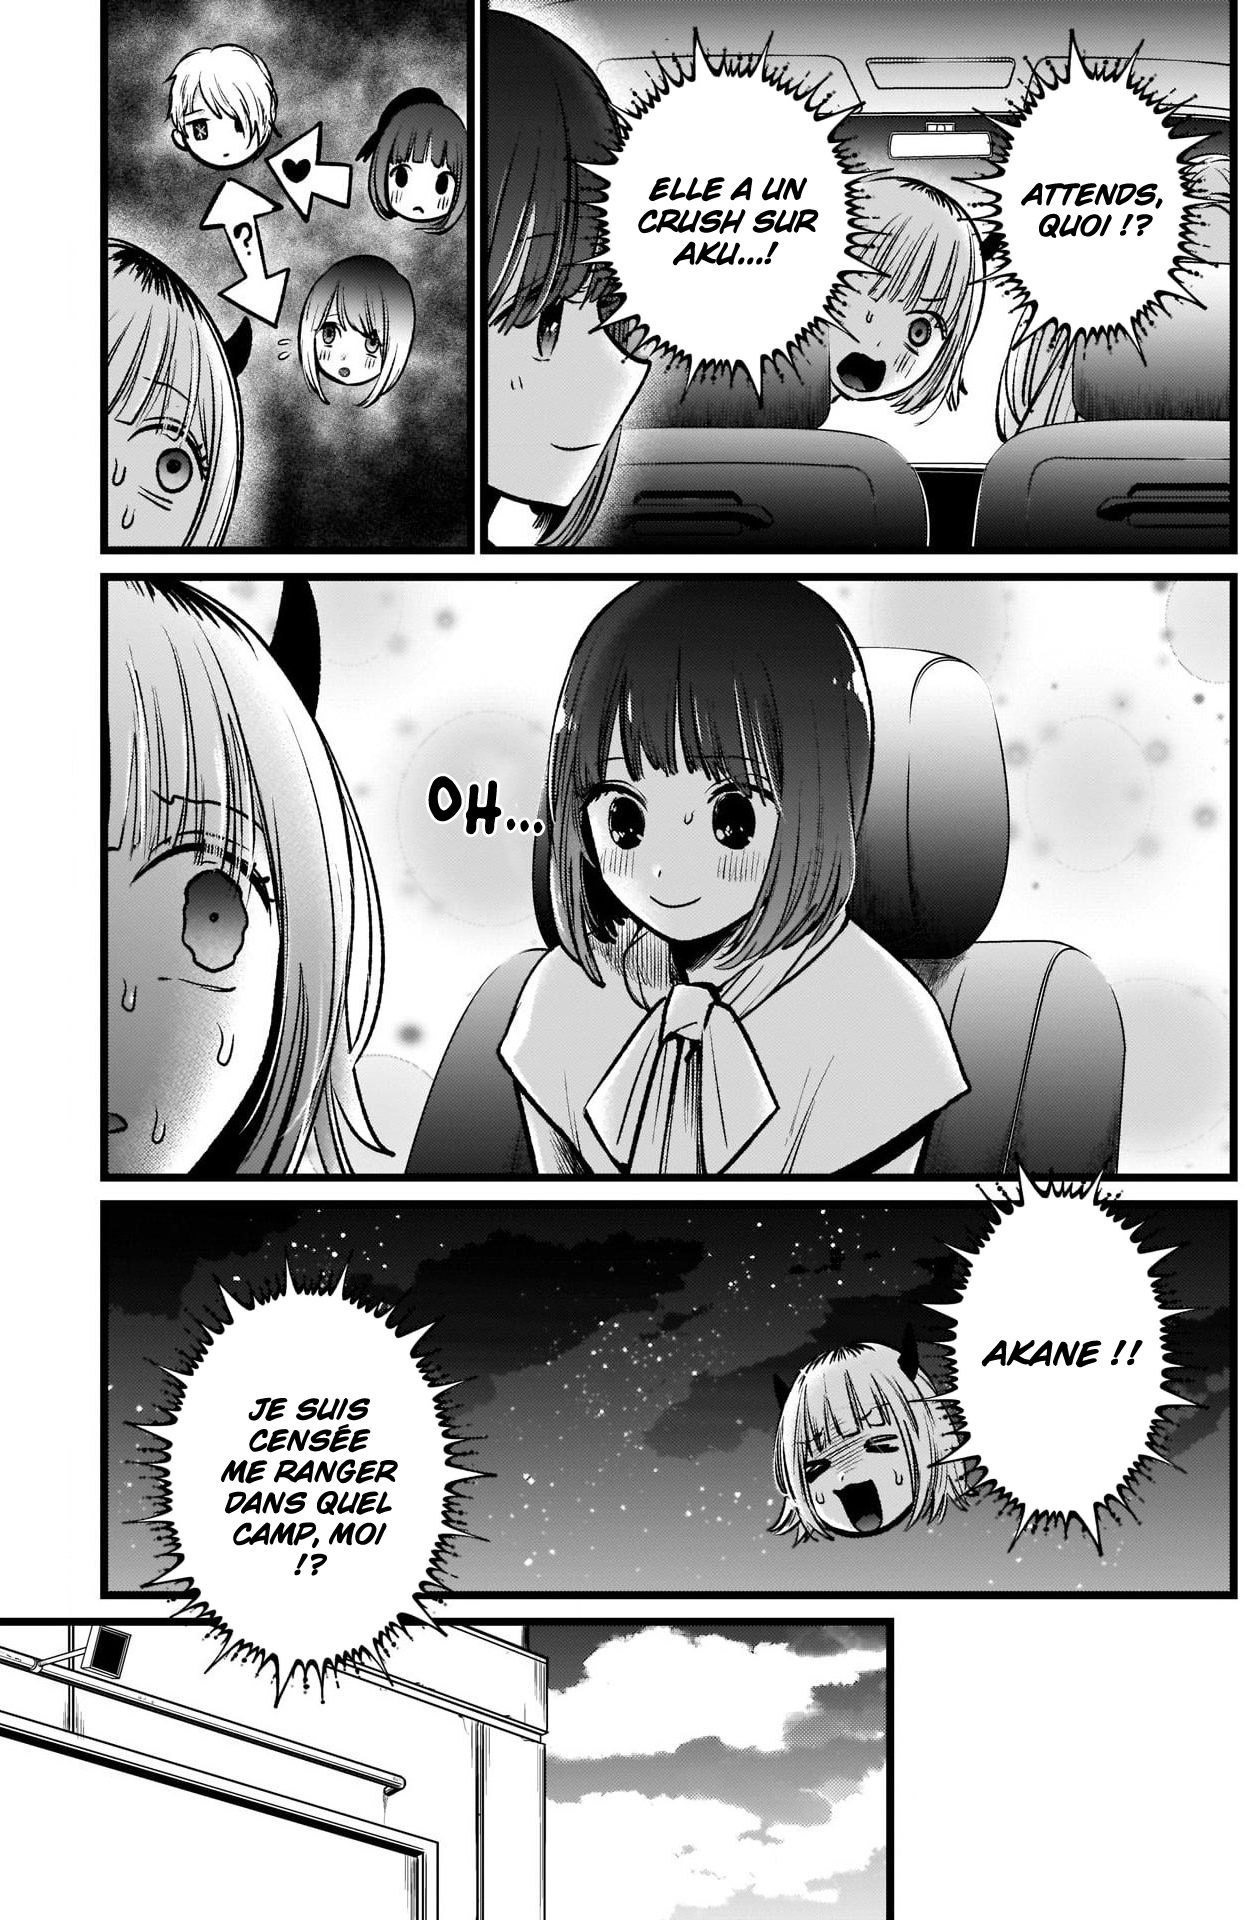 ATTENDS,
QUOI !?
ELLE A UN
CRUSH SUR
AKU...!
?
OH...
AKANE !!
JE SUIS
CENSÉE
ME RANGER
DANS QUEL
CAMP, MOI
!?